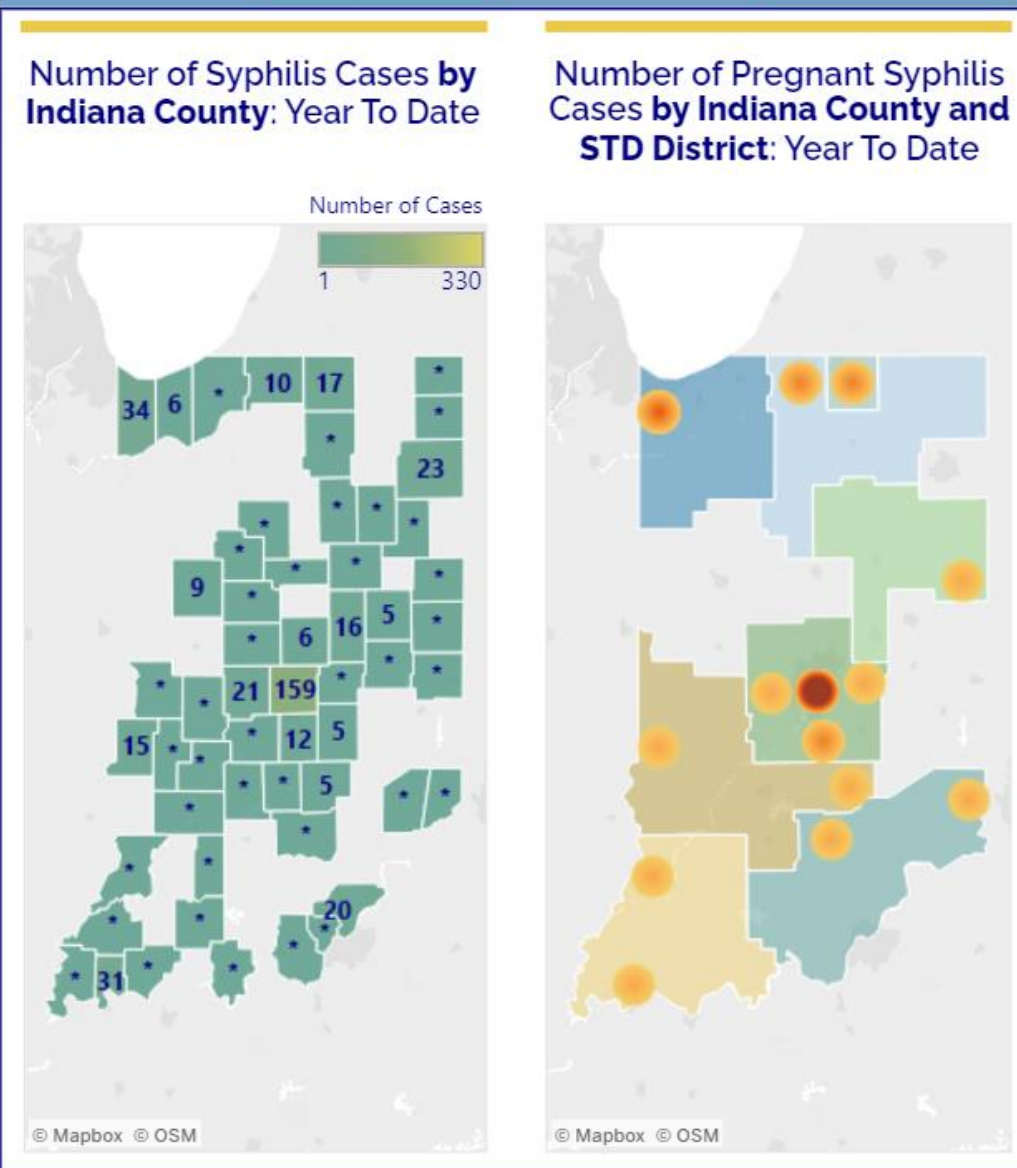 Number of Syphilis Cases by
Indiana County: Year To Date
Number of Cases
1 330
* 
10 17
34 6 *
*
*
23
* * *
*
*
* *
9 *
*
* 6 16 5 *
* *
21 159 *
* *
15 * * * 12 5
* * 5
* * *
*
* *
* *
* 20
* *
* 31 * *
© Mapbox © OSM
Number of Pregnant Syphilis
Cases by Indiana County and
STD District: Year To Date
© Mapbox © OSM